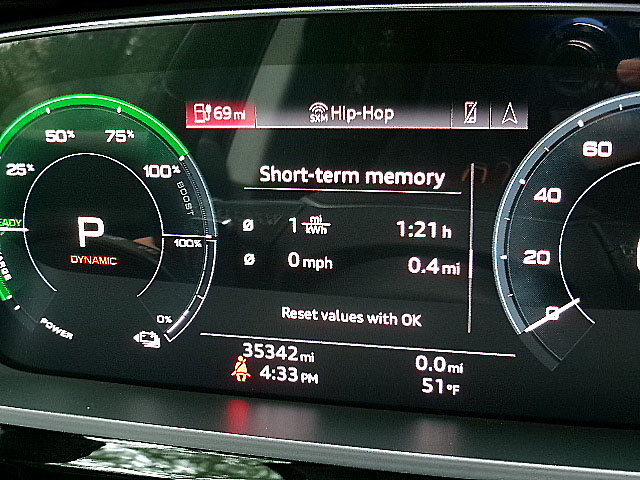 69 mi
SXM Hip-Hop
50%
75%
25%
100%
BOOST
READY
P
DYNAMIC
100%
0%
POWER
Short-term memory
Ø 1 mi/kWh 1:21 h
Ø 0 mph 0.4 mi
Reset values with OK
35342 mi 0.0 mi
4:33 PM 51 °F
60
40
20
0